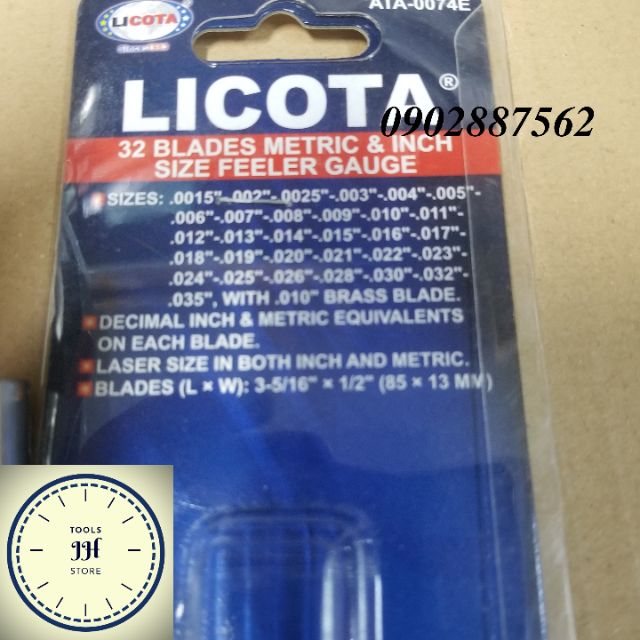 ATA-0074E
LICOTA
LICOTA®
0902887562
32 BLADES METRIC & INCH
SIZE FEELER GAUGE
SIZES: .0015"-.002"-.0025"-.003"-.004"-.005"-
.006"-.007"-.008"-.009"-.010"-.011"-
.012"-.013"-.014"-.015"-.016"-.017"-
.018"-.019"-.020"-.021"-.022"-.023"-
.024"-.025"-.026"-.028"-.030"-.032"-
.035", WITH .010" BRASS BLADE.
DECIMAL INCH & METRIC EQUIVALENTS
ON EACH BLADE.
LASER SIZE IN BOTH INCH AND METRIC.
BLADES (L × W): 3-5/16" × 1/2" (85 × 13 MM)
TOOLS
JH
STORE